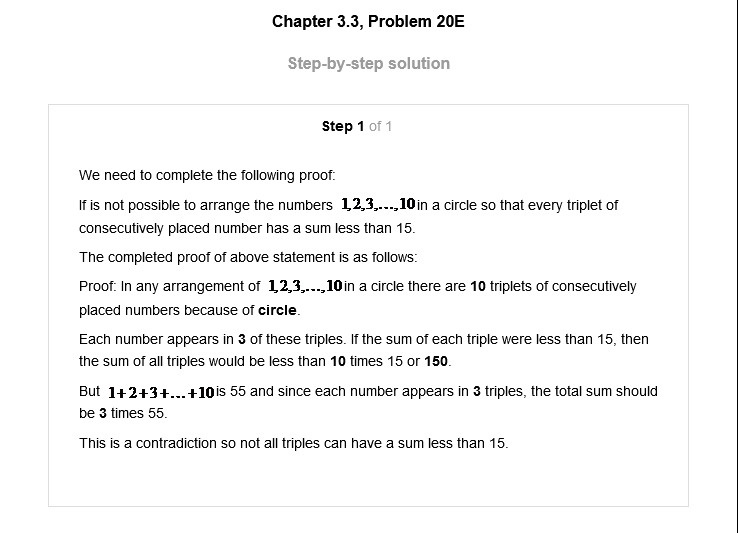 Chapter 3.3, Problem 20E
Step-by-step solution
Step 1 of 1
We need to complete the following proof:
If is not possible to arrange the numbers 1,2,3,...,10 in a circle so that every triplet of
consecutively placed number has a sum less than 15.
The completed proof of above statement is as follows:
Proof: In any arrangement of 1,2,3,...,10 in a circle there are 10 triplets of consecutively
placed numbers because of circle.
Each number appears in 3 of these triples. If the sum of each triple were less than 15, then
the sum of all triples would be less than 10 times 15 or 150.
But 1+2+3+...+10 is 55 and since each number appears in 3 triples, the total sum should
be 3 times 55.
This is a contradiction so not all triples can have a sum less than 15.